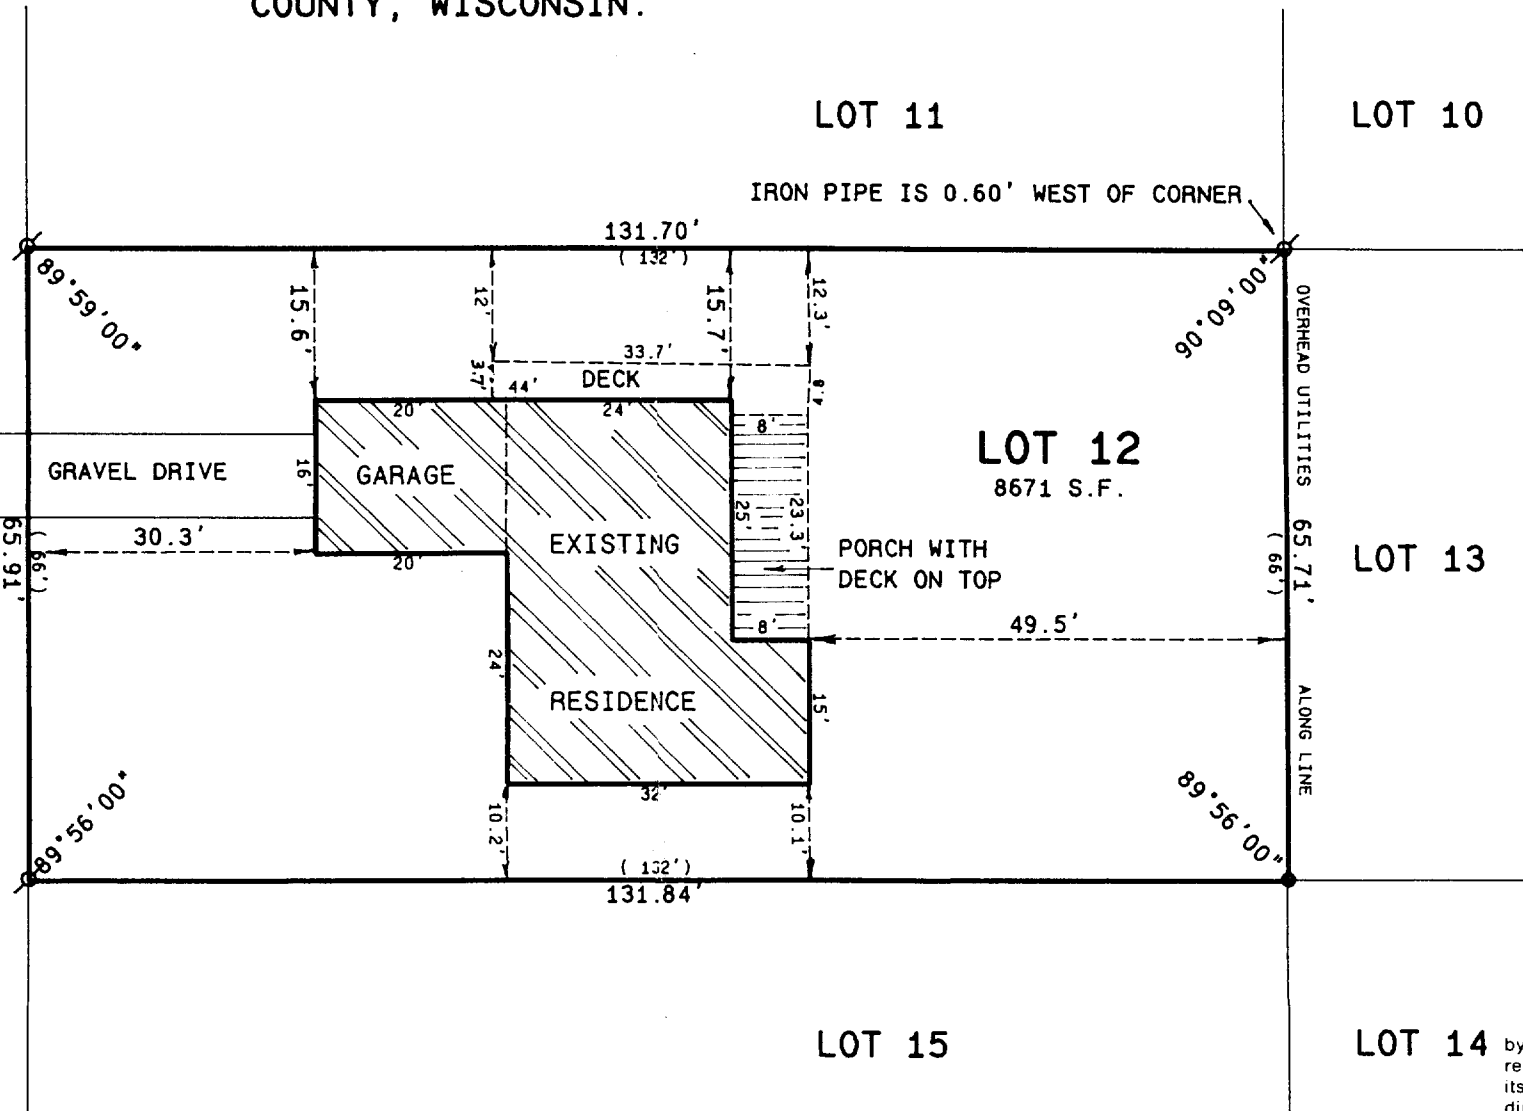 COUNTY, WISCONSIN.
LOT 11
LOT 10
IRON PIPE IS 0.60' WEST OF CORNER
131.70'
( 132')
89°59'00"
90°09'00"
15.6'
12'
15.7'
12.3'
33.7'
3.7'
44'
DECK
4.8'
20'
24'
8'
OVERHEAD UTILITIES
LOT 12
8671 S.F.
GRAVEL DRIVE
16'
GARAGE
25'
23.3
30.3'
65.91'
( 66')
20'
EXISTING
PORCH WITH
DECK ON TOP
65.71'
( 66')
LOT 13
8'
49.5'
24'
RESIDENCE
15'
ALONG LINE
32'
89°56'00"
10.2'
10.1'
89°56'00"
( 132')
131.84'
LOT 15
LOT 14
by
re
its